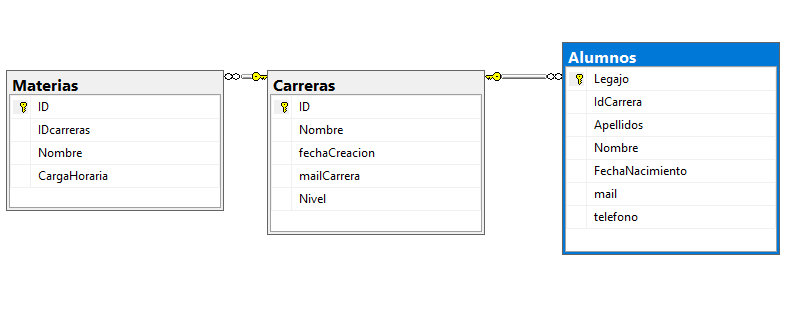 Materias
ID
IDcarreras
Nombre
CargaHoraria
Carreras
ID
Nombre
fechaCreacion
mailCarrera
Nivel
Alumnos
Legajo
IdCarrera
Apellidos
Nombre
FechaNacimiento
mail
telefono